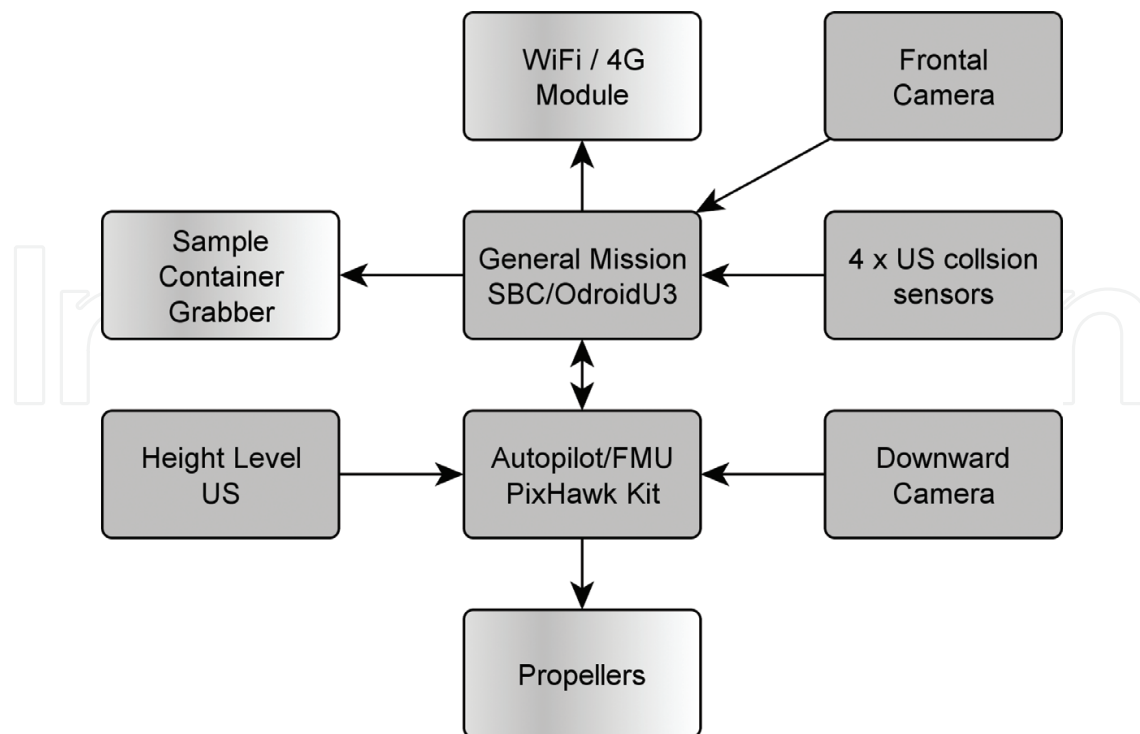 WiFi / 4G
Module
Frontal
Camera
Sample
Container
Grabber
General Mission
SBC/OdroidU3
4 x US collsion
sensors
Height Level
US
Autopilot/FMU
PixHawk Kit
Downward
Camera
Propellers